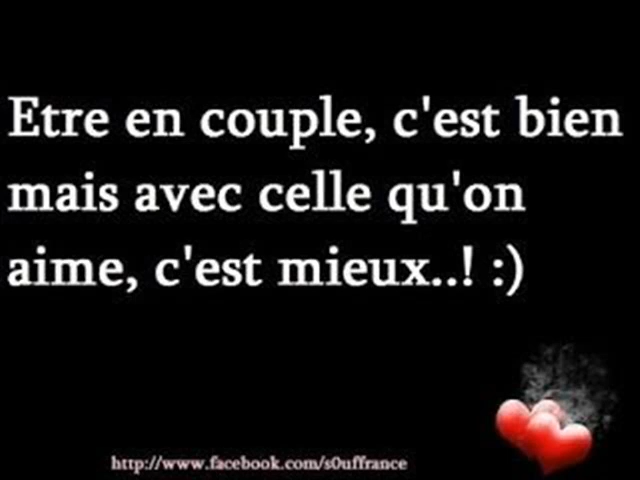 Etre en couple, c'est bien
mais avec celle qu'on
aime, c'est mieux..! :)
http://www.facebook.com/s0uffrance